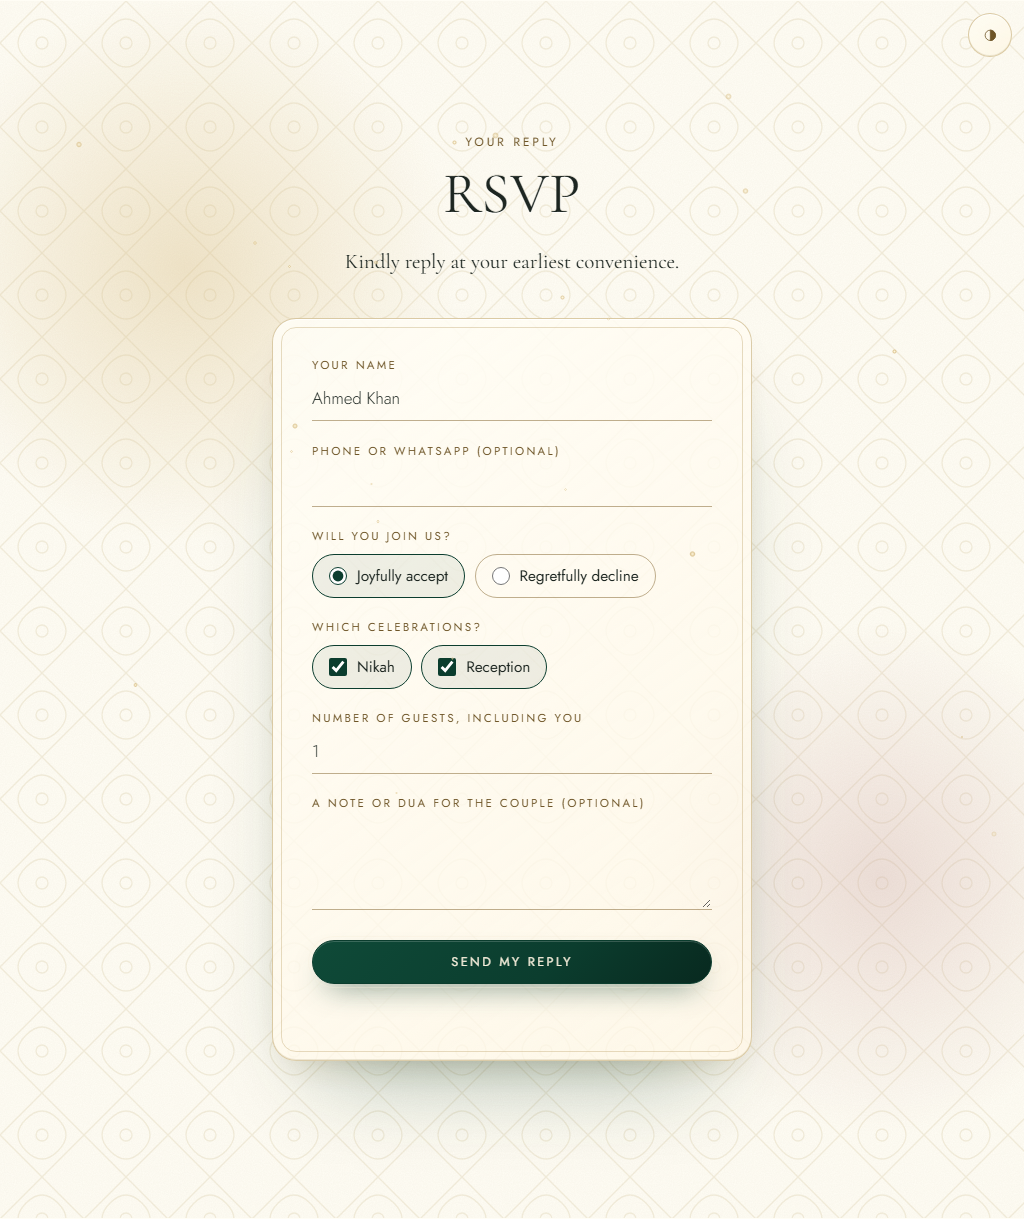 YOUR REPLY
RSVP
Kindly reply at your earliest convenience.
YOUR NAME
Ahmed Khan
PHONE OR WHATSAPP (OPTIONAL)
WILL YOU JOIN US?
Joyfully accept Regretfully decline
WHICH CELEBRATIONS?
Nikah Reception
NUMBER OF GUESTS, INCLUDING YOU
1
A NOTE OR DUA FOR THE COUPLE (OPTIONAL)
SEND MY REPLY